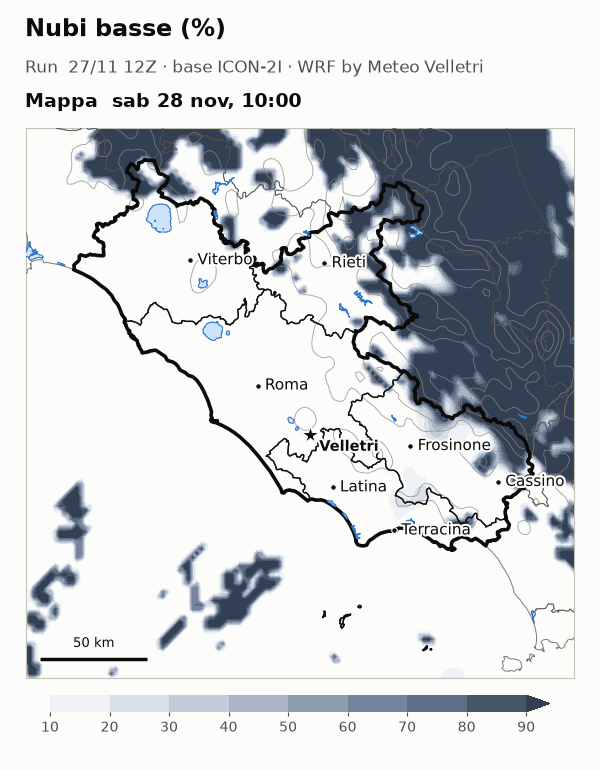 Nubi basse (%)
Run  27/11 12Z · base ICON-2I · WRF by Meteo Velletri
Mappa  sab 28 nov, 10:00
Viterbo
Rieti
Roma
Velletri
Frosinone
Cassino
Latina
Terracina
50 km
10 20 30 40 50 60 70 80 90